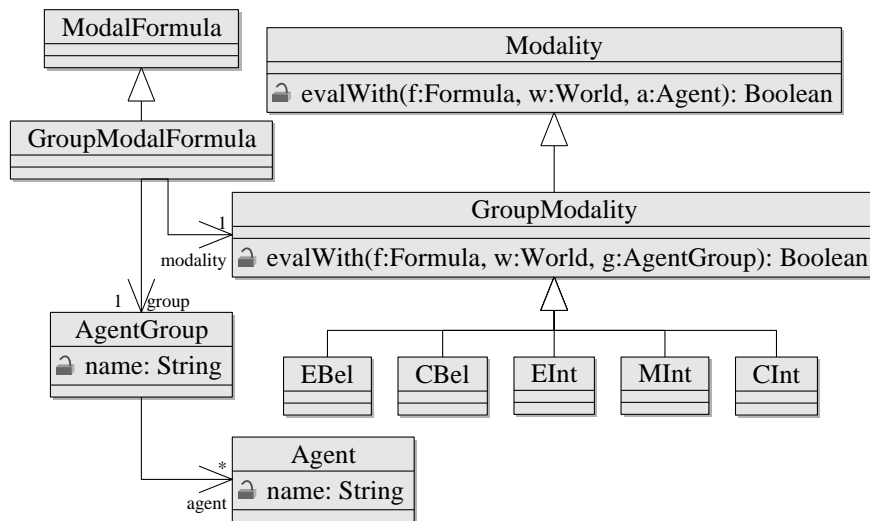 ModalFormula
Modality
evalWith(f:Formula, w:World, a:Agent): Boolean
GroupModalFormula
GroupModality
1
modality
evalWith(f:Formula, w:World, g:AgentGroup): Boolean
1 group
AgentGroup
name: String
EBel CBel EInt MInt CInt
Agent
*
agent
name: String